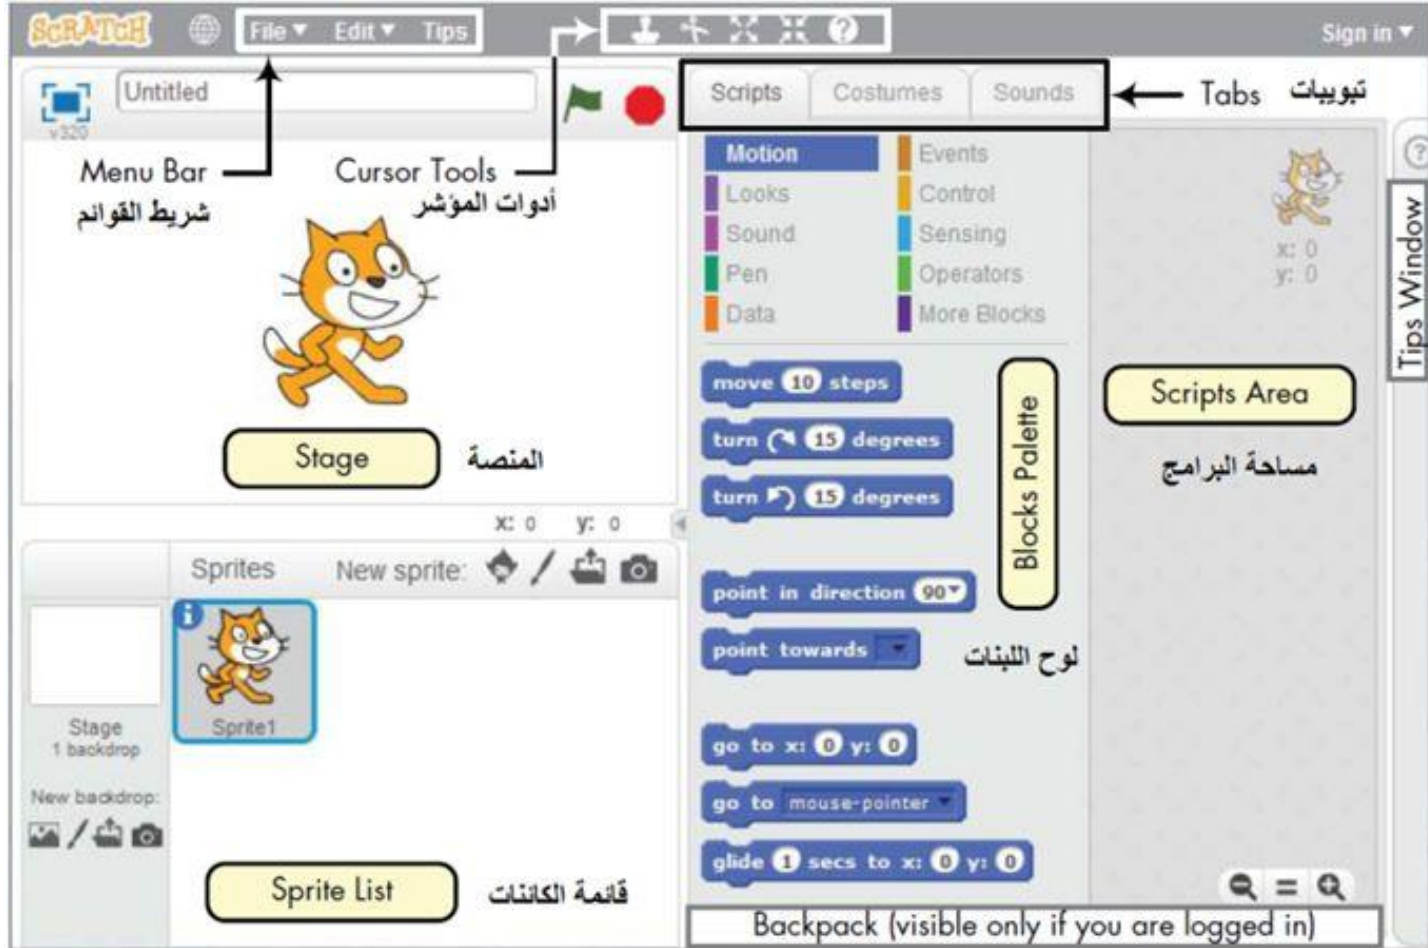 SCRATCH File Edit Tips Sign in
Untitled
v320
Menu Bar
شريط القوائم
Cursor Tools
أدوات المؤشر
Stage
المنصة
x: 0 y: 0
Scripts Costumes Sounds
Tabs تبويبات
Motion Events
Looks Control
Sound Sensing
Pen Operators
Data More Blocks
move 10 steps
turn 15 degrees
turn 15 degrees
point in direction 90
point towards
go to x: 0 y: 0
go to mouse-pointer
glide 1 secs to x: 0 y: 0
Blocks Palette
لوح اللبنات
x: 0
y: 0
Scripts Area
مساحة البرامج
?
Tips Window
Sprites New sprite:
Sprite1
Stage
1 backdrop
New backdrop:
Sprite List
قائمة الكائنات
Backpack (visible only if you are logged in)